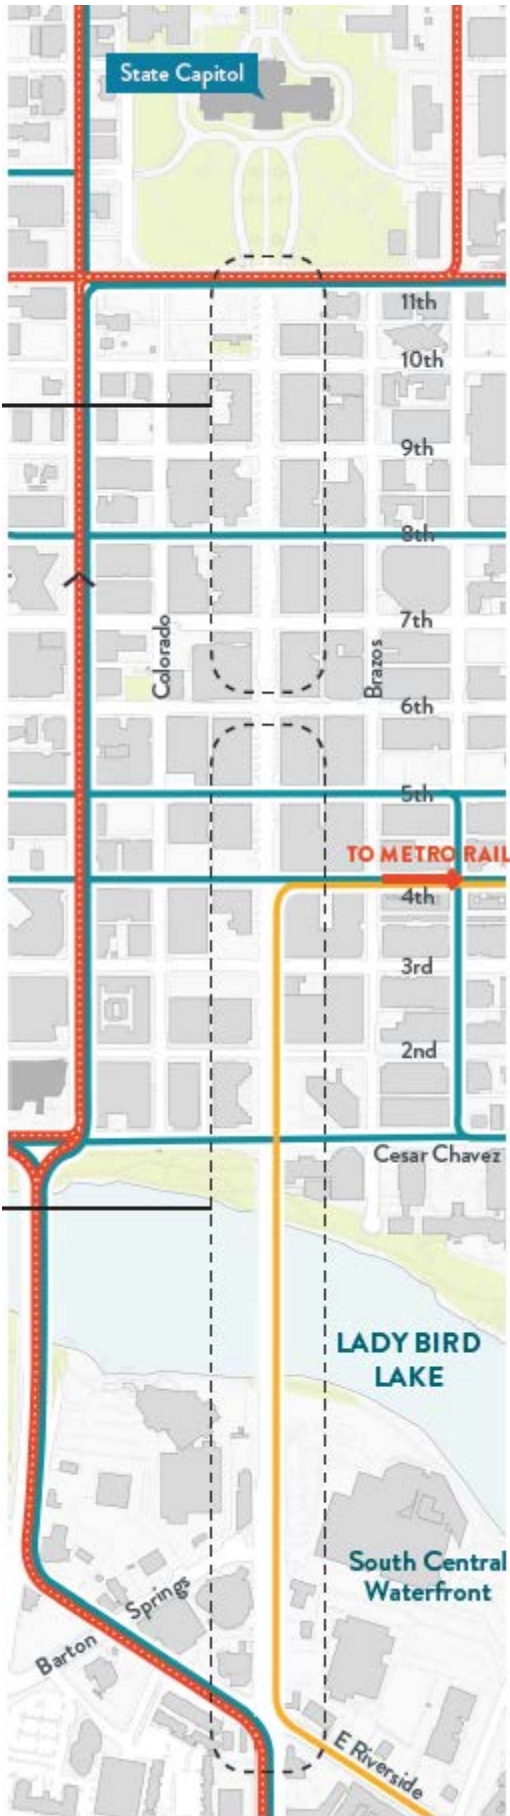 State Capitol
11th
10th
9th
8th
7th
Colorado
Brazos
6th
5th
TO METRO RAIL
4th
3rd
2nd
Cesar Chavez
LADY BIRD
LAKE
South Central
Waterfront
Barton Springs
E Riverside